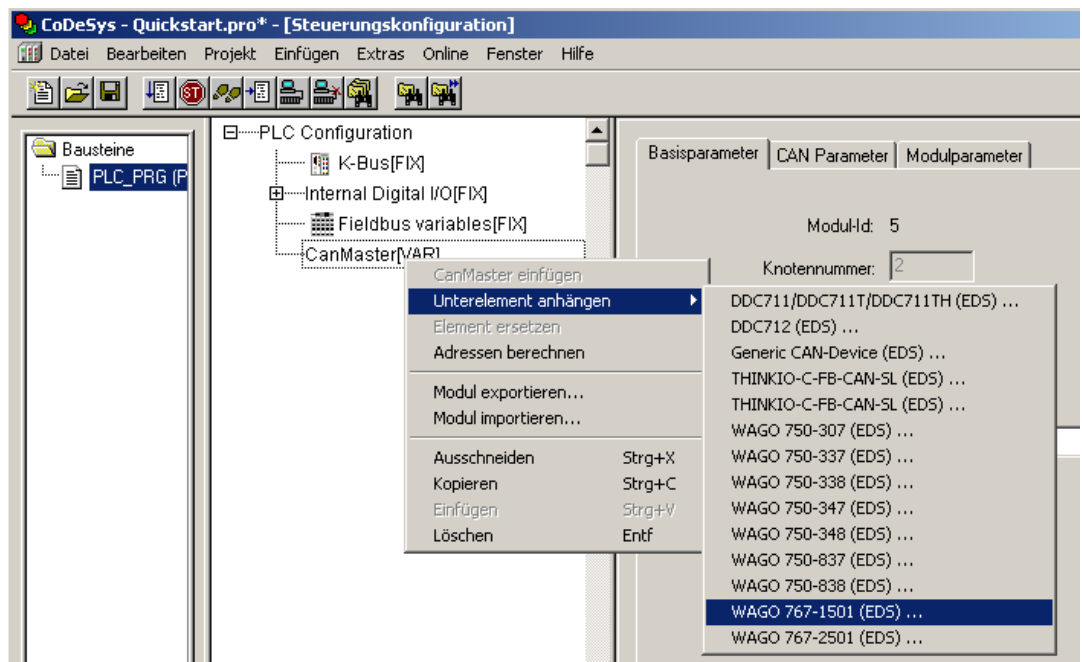 CoDeSys - Quickstart.pro* - [Steuerungskonfiguration]
Datei Bearbeiten Projekt Einfügen Extras Online Fenster Hilfe
ST
Bausteine
PLC_PRG (P
PLC Configuration
K-Bus[FIX]
Internal Digital I/O[FIX]
Fieldbus variables[FIX]
CanMaster[VAR]
CanMaster einfügen
Unterelement anhängen
Element ersetzen
Adressen berechnen
Modul exportieren...
Modul importieren...
Ausschneiden Strg+X
Kopieren Strg+C
Einfügen Strg+V
Löschen Entf
Basisparameter CAN Parameter Modulparameter
Modul-Id: 5
Knotennummer: 2
DDC711/DDC711T/DDC711TH (EDS) ...
DDC712 (EDS) ...
Generic CAN-Device (EDS) ...
THINKIO-C-FB-CAN-SL (EDS) ...
THINKIO-C-FB-CAN-SL (EDS) ...
WAGO 750-307 (EDS) ...
WAGO 750-337 (EDS) ...
WAGO 750-338 (EDS) ...
WAGO 750-347 (EDS) ...
WAGO 750-348 (EDS) ...
WAGO 750-837 (EDS) ...
WAGO 750-838 (EDS) ...
WAGO 767-1501 (EDS) ...
WAGO 767-2501 (EDS) ...